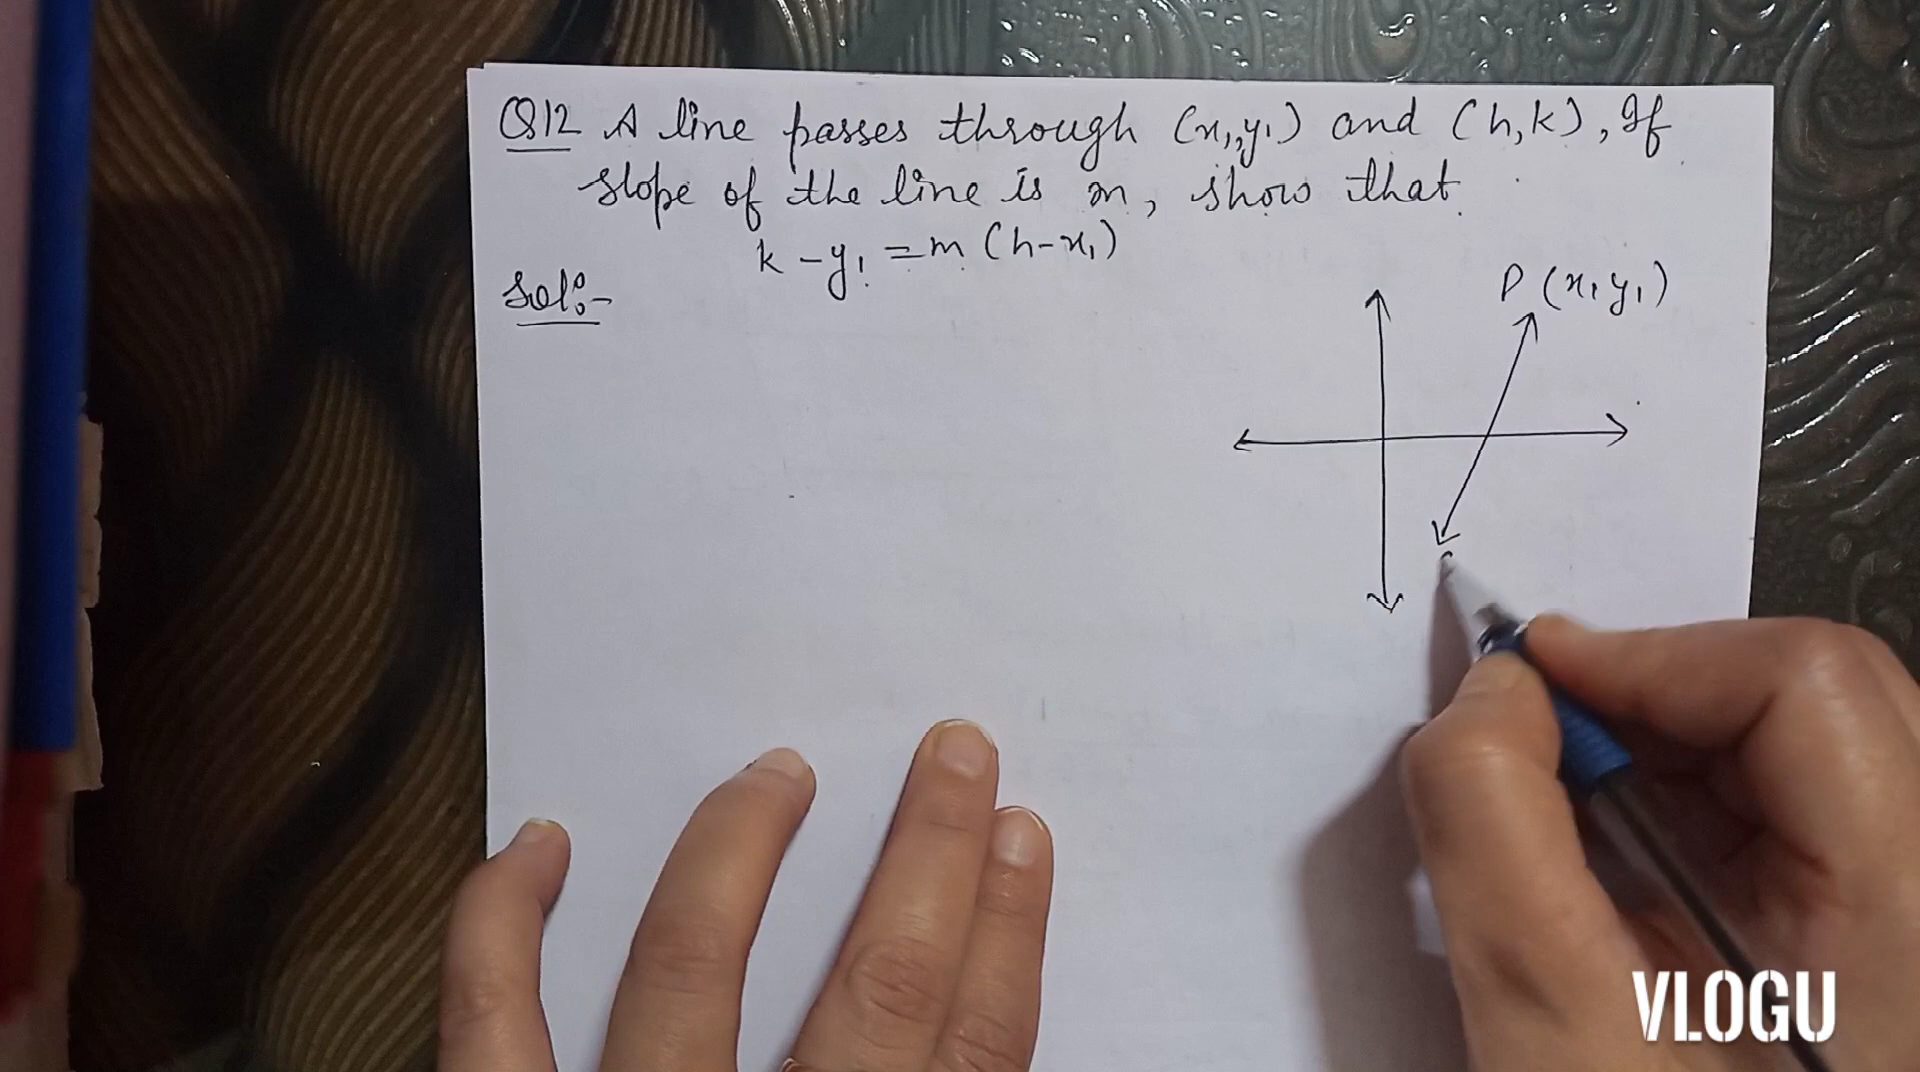 Q12 A line passes through (x₁,y₁) and (h,k), If
slope of the line is m, show that.
k-y₁ = m (h-x₁)
Sol:-
P (x₁ y₁)
VLOGU